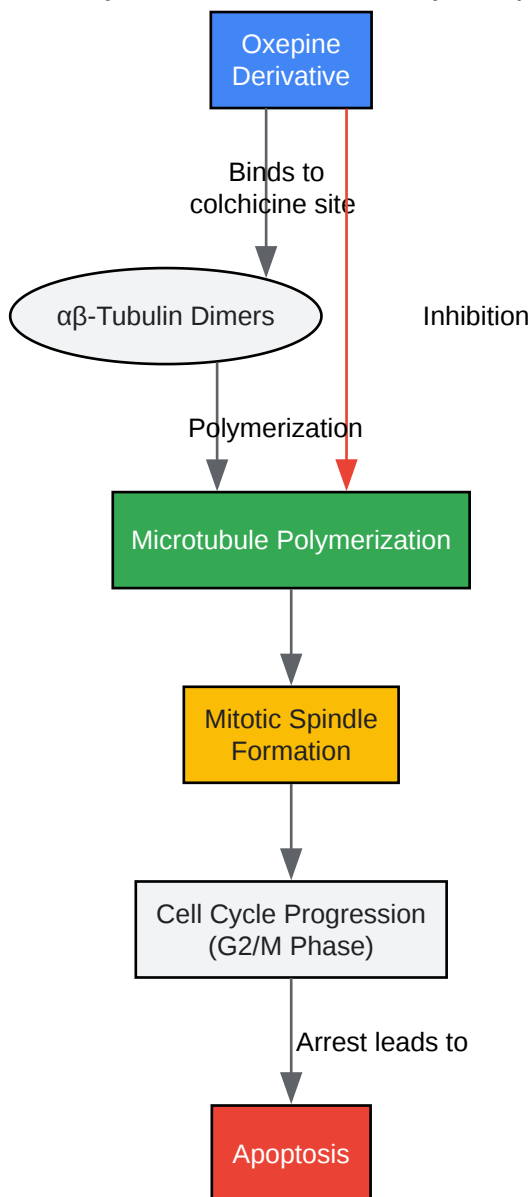 Oxepine
Derivative
Binds to
colchicine site
αβ-Tubulin Dimers
Inhibition
Polymerization
Microtubule Polymerization
Mitotic Spindle
Formation
Cell Cycle Progression
(G2/M Phase)
Arrest leads to
Apoptosis